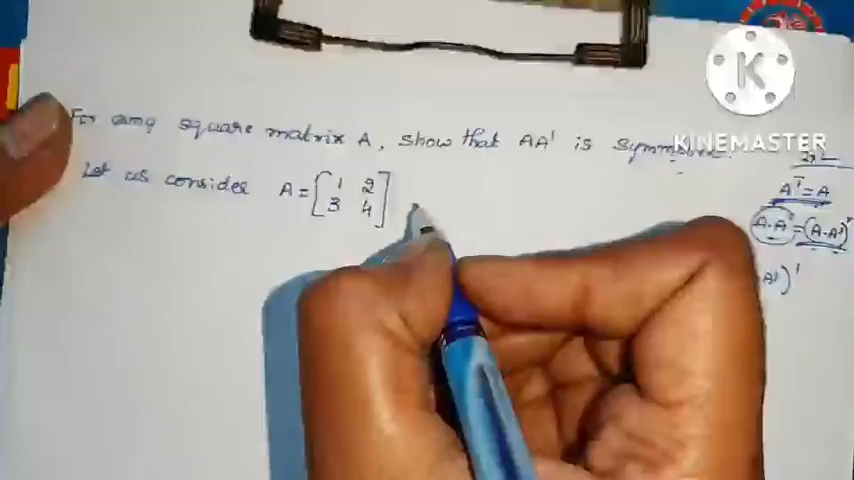 For any square matrix A, show that AA' is symmetric.
Let us consider A = [1 2
3 4]
A' = A
A.A' = (A.A')'
A')'
K
KINEMASTER